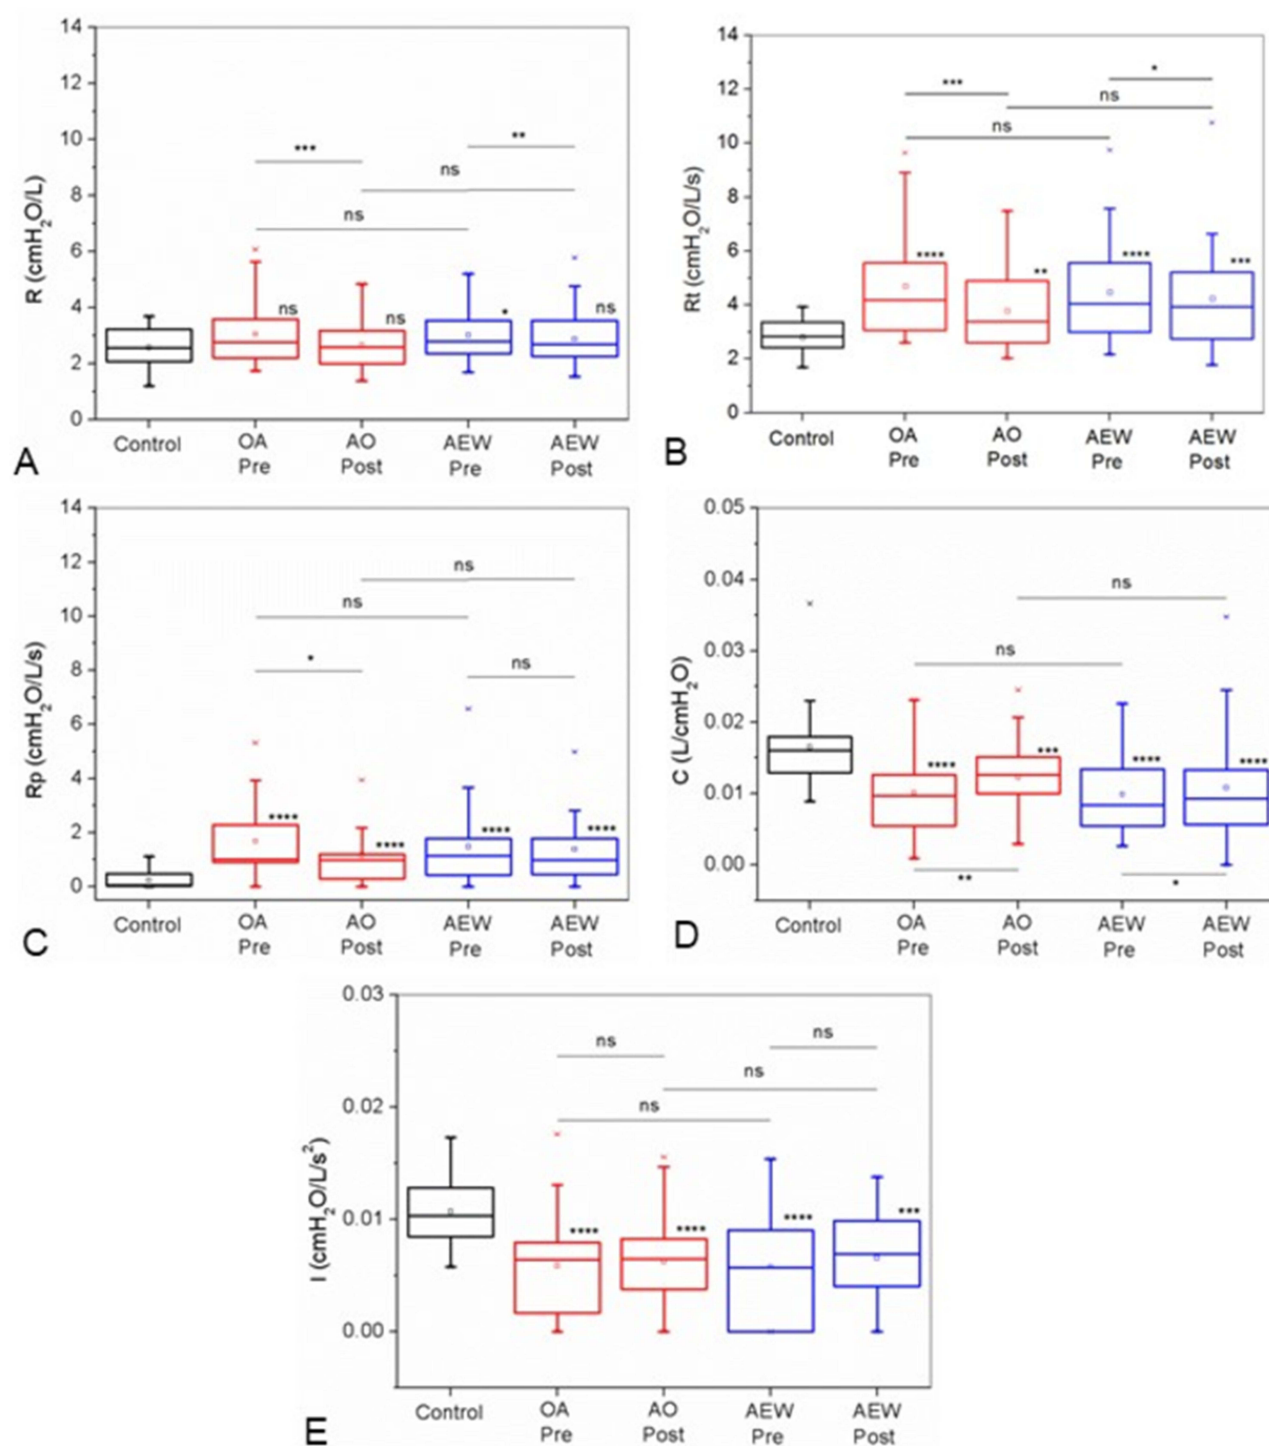 14
12
10
8
6
4
2
0
R (cmH₂O/L)
***
ns
ns
**
ns
ns
*
ns
Control
OA Pre
AO Post
AEW Pre
AEW Post
A
14
12
10
8
6
4
2
0
Rt (cmH₂O/L/s)
*
***
ns
ns
****
**
****
***
Control
OA Pre
AO Post
AEW Pre
AEW Post
B
14
12
10
8
6
4
2
0
Rp (cmH₂O/L/s)
ns
ns
*
ns
****
****
****
****
Control
OA Pre
AO Post
AEW Pre
AEW Post
C
0.05
0.04
0.03
0.02
0.01
0.00
C (L/cmH₂O)
ns
ns
****
***
****
****
**
*
Control
OA Pre
AO Post
AEW Pre
AEW Post
D
0.03
0.02
0.01
0.00
I (cmH₂O/L/s²)
ns
ns
ns
ns
****
****
****
***
Control
OA Pre
AO Post
AEW Pre
AEW Post
E